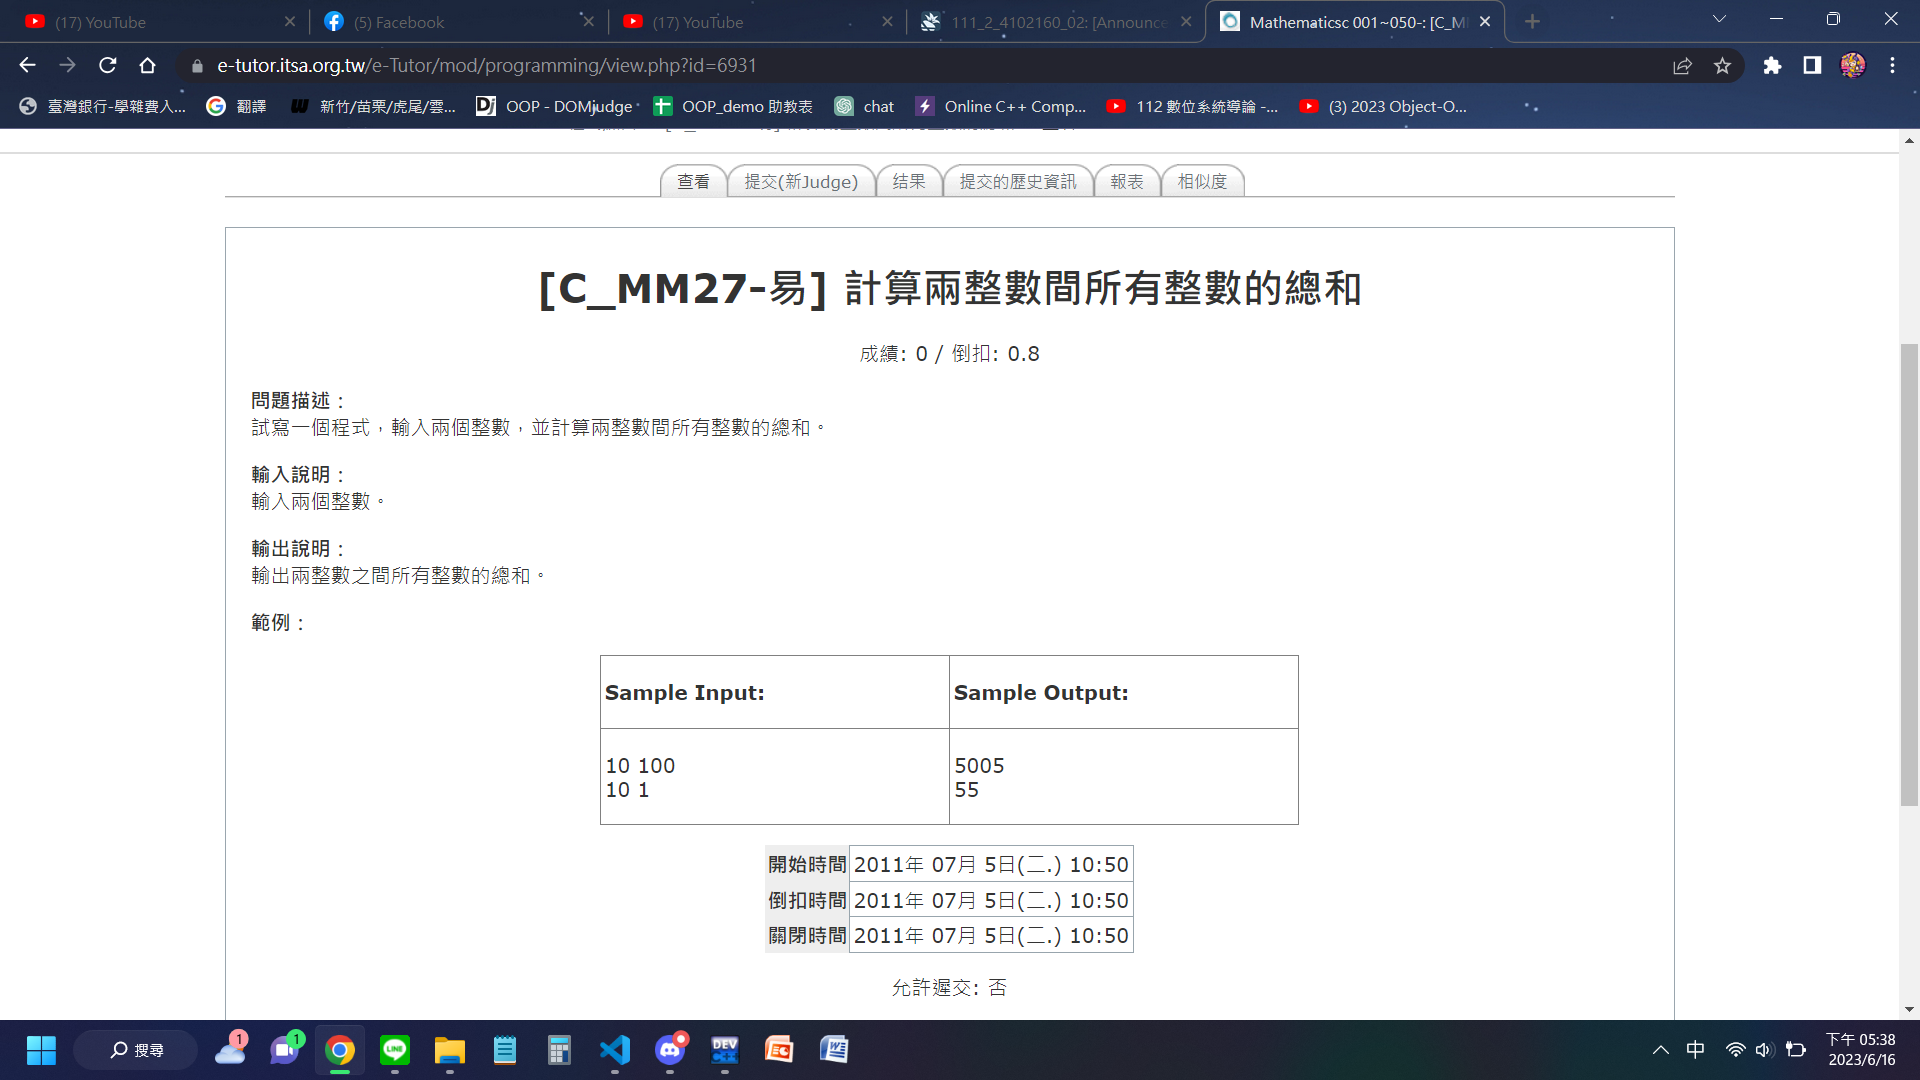 (17) YouTube
(5) Facebook
(17) YouTube
111_2_4102160_02: [Announce
Mathematicsc 001~050-: [C_M
e-tutor.itsa.org.tw/e-Tutor/mod/programming/view.php?id=6931
臺灣銀行-學雜費入...
翻譯
新竹/苗栗/虎尾/雲...
OOP - DOMjudge
OOP_demo 助教表
chat
Online C++ Comp...
112 數位系統導論 -...
(3) 2023 Object-O...
查看
提交(新Judge)
結果
提交的歷史資訊
報表
相似度
[C_MM27-易] 計算兩整數間所有整數的總和
成績: 0 / 倒扣: 0.8
問題描述：
試寫一個程式，輸入兩個整數，並計算兩整數間所有整數的總和。
輸入說明：
輸入兩個整數。
輸出說明：
輸出兩整數之間所有整數的總和。
範例：
Sample Input:
Sample Output:
10 100
10 1
5005
55
開始時間 2011年 07月 5日(二.) 10:50
倒扣時間 2011年 07月 5日(二.) 10:50
關閉時間 2011年 07月 5日(二.) 10:50
允許遲交: 否
搜尋
1
1
LINE
DEV
C++
中
下午 05:38
2023/6/16